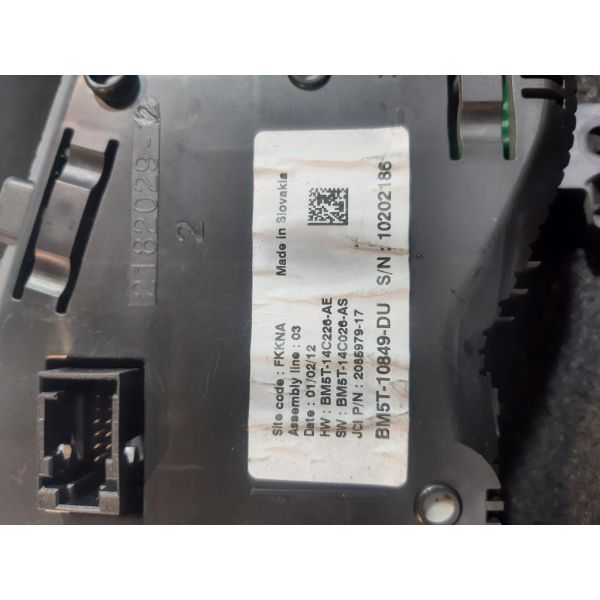 2182029-2
2
Site code : FKKNA    Made in Slovakia
Assembly line : 03
Date : 01/02/12
HW : BM5T-14C226-AE
SW : BM5T-14C026-AS
JCI P/N : 2085979-17
BM5T-10849-DU    S/N : 10202186